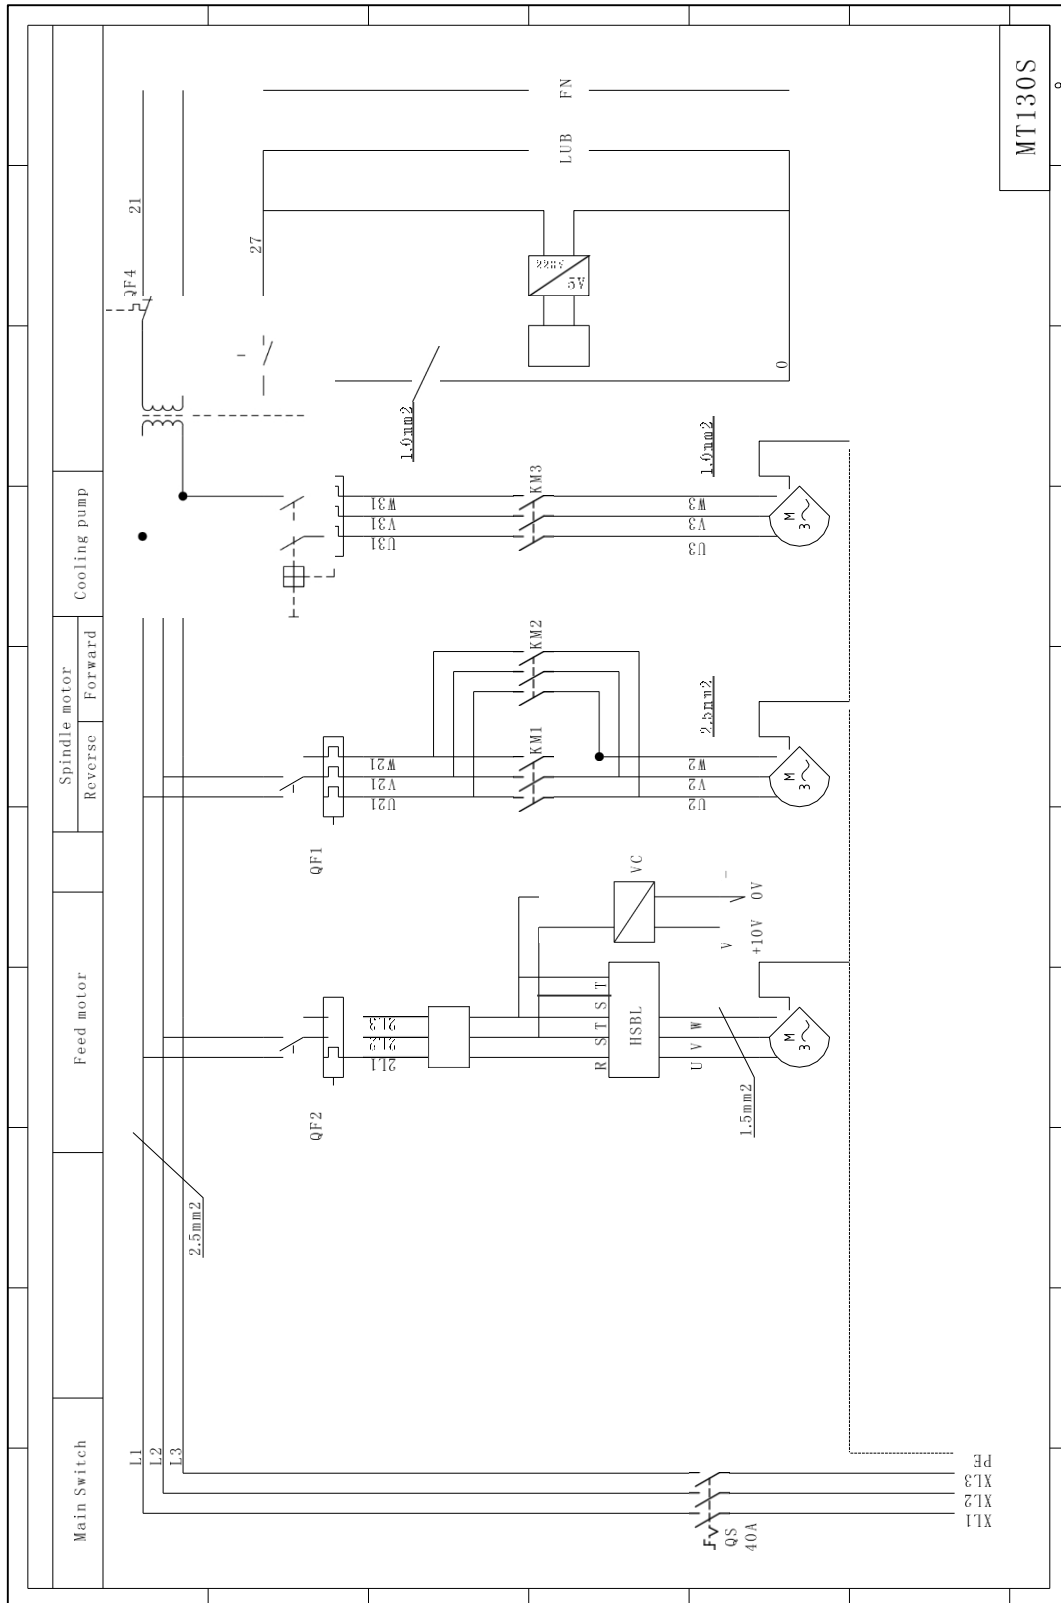 Main Switch
Feed motor
Spindle motor
Reverse
Forward
Cooling pump
L1
L2
L3
2.5mm2
QS
40A
XL1
XL2
XL3
PE
QF2
2L1
2L2
2L3
R
S
T
S
T
HSBL
U
V
W
1.5mm2
M
3
VC
V
+10V
-
0V
QF1
U21
V21
W21
KM1
KM2
U2
V2
W2
2.5mm2
M
3
U31
V31
W31
KM3
U3
V3
W3
1.0mm2
M
3
1.0mm2
QF4
21
27
0
LUB
FN
MT130S